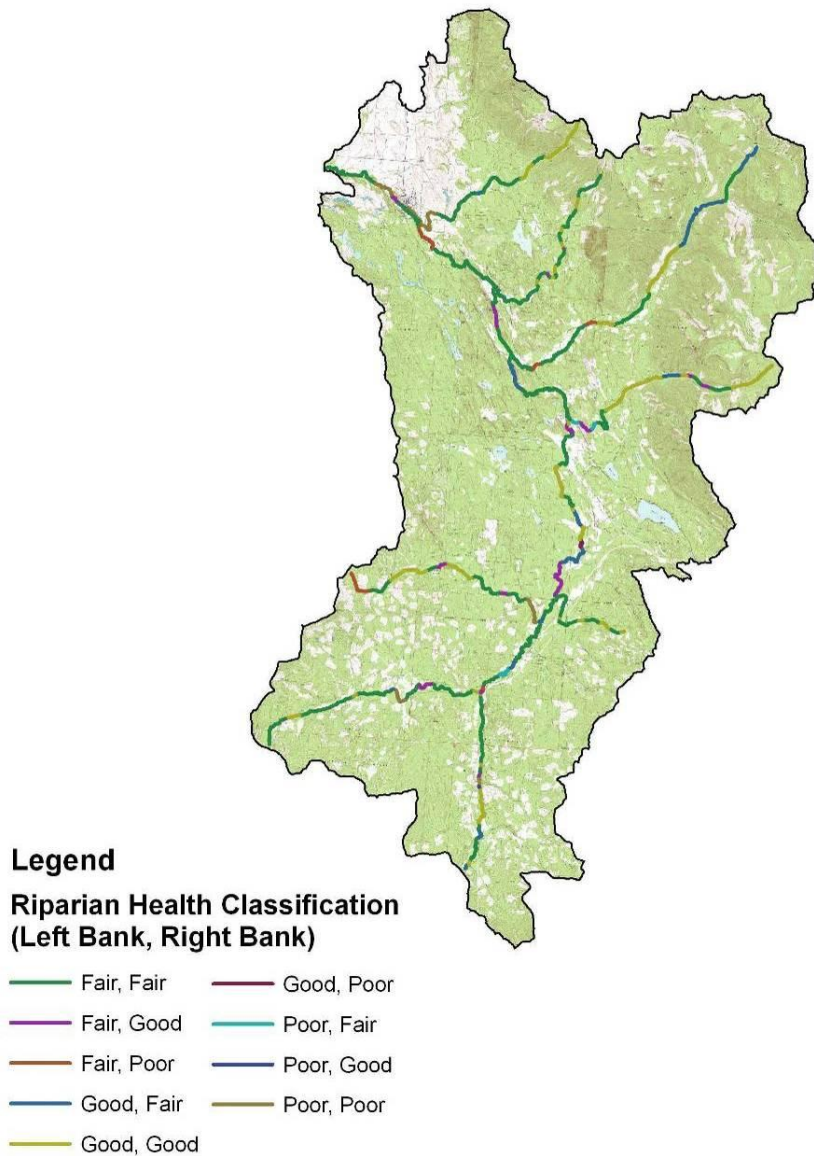 Legend
Riparian Health Classification
(Left Bank, Right Bank)
Fair, Fair
Fair, Good
Fair, Poor
Good, Fair
Good, Good
Good, Poor
Poor, Fair
Poor, Good
Poor, Poor